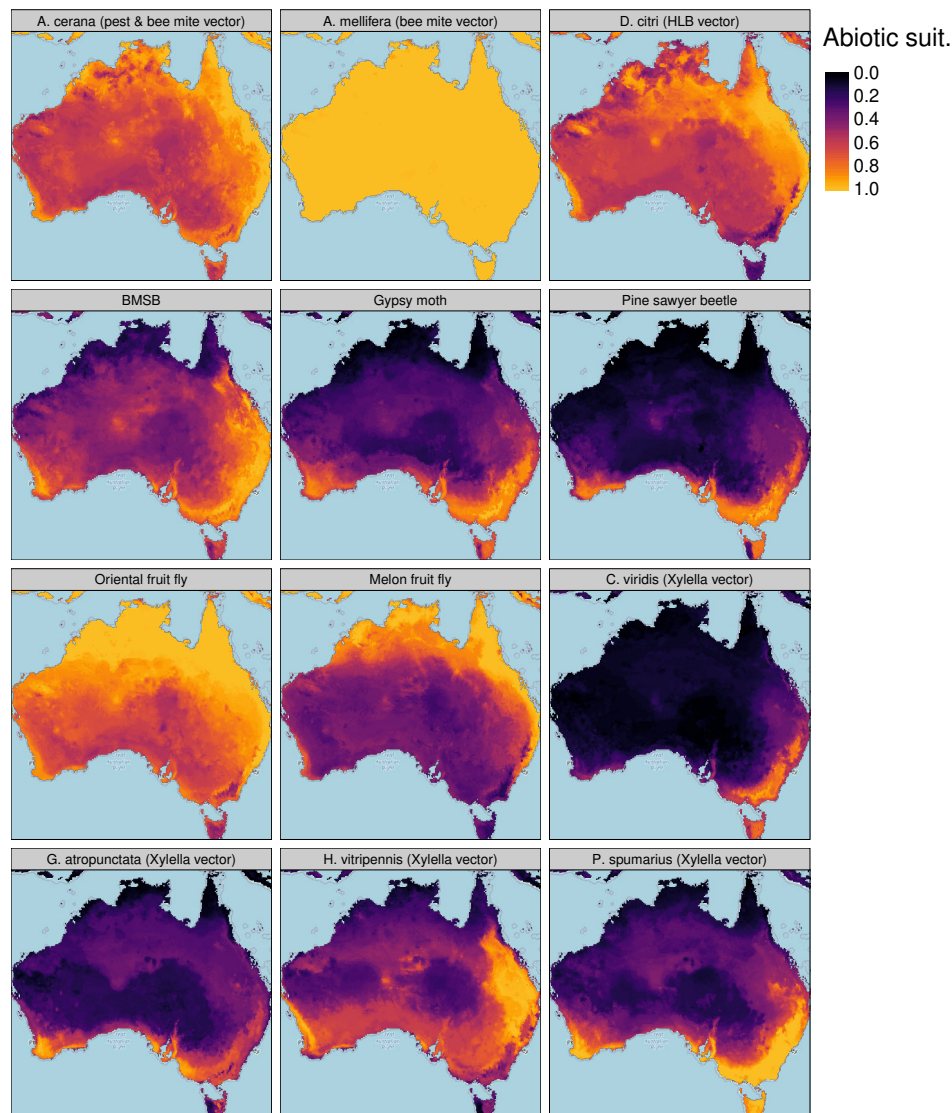 A. cerana (pest & bee mite vector)
A. mellifera (bee mite vector)
D. citri (HLB vector)
Abiotic suit.
0.0
0.2
0.4
0.6
0.8
1.0
BMSB
Gypsy moth
Pine sawyer beetle
Oriental fruit fly
Melon fruit fly
C. viridis (Xylella vector)
G. atropunctata (Xylella vector)
H. vitripennis (Xylella vector)
P. spumarius (Xylella vector)